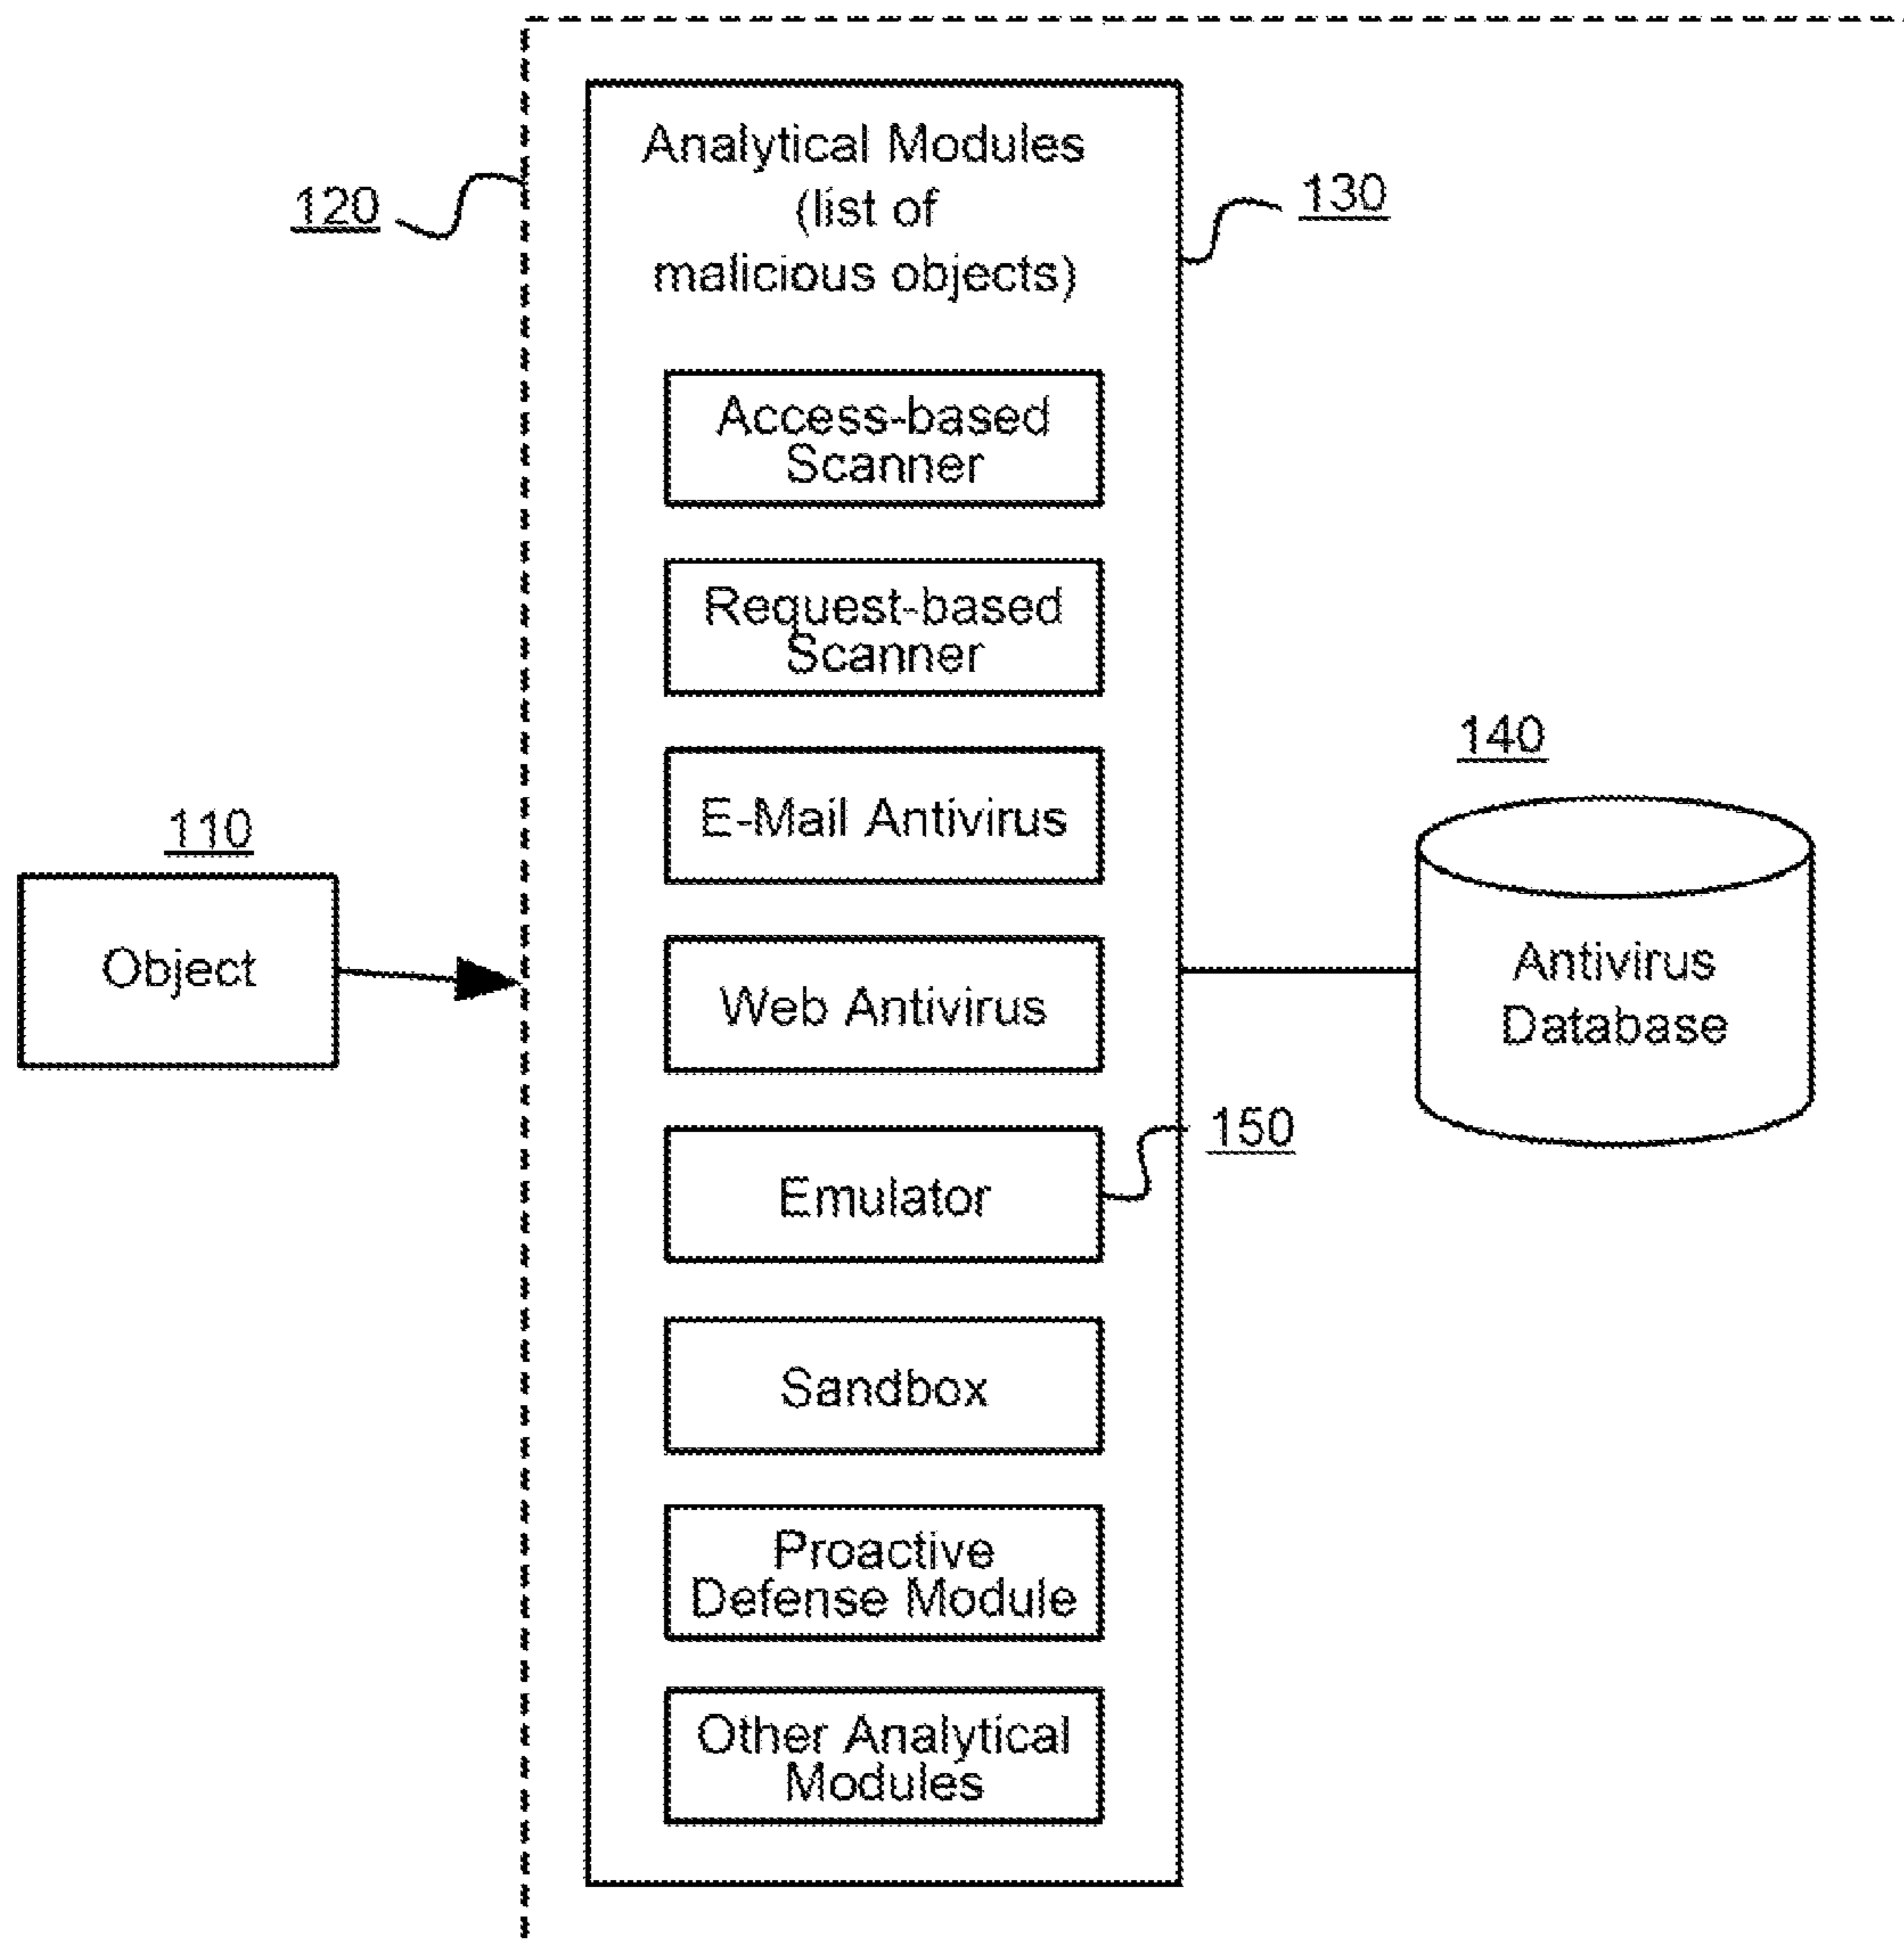 Analytical Modules
(list of
malicious objects)
120
130
Access-based
Scanner
Request-based
Scanner
140
E-Mail Antivirus
110
Object
Web Antivirus
Antivirus
Database
150
Emulator
Sandbox
Proactive
Defense Module
Other Analytical
Modules